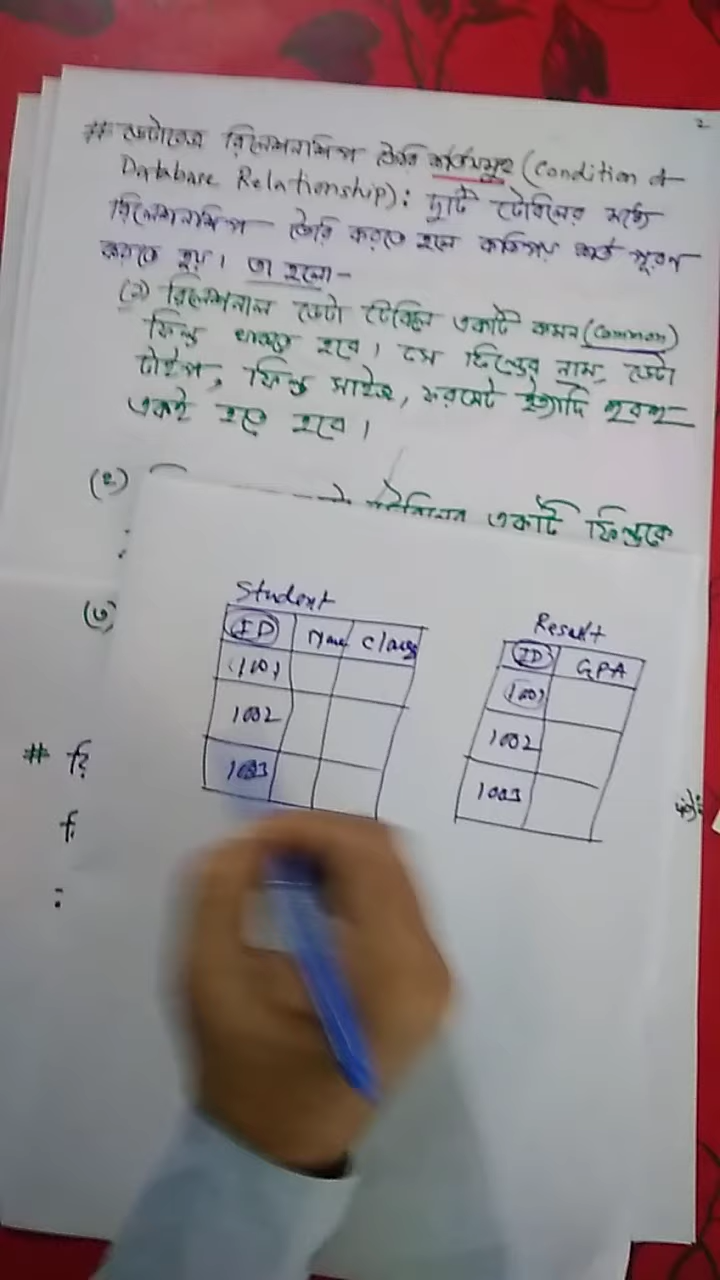 2
# ডেটাবেজ রিলেশনশিপ তৈরি শর্তসমূহ (Condition of
Database Relationship): দুটি টেবিলের মধ্যে
রিলেশনশিপ তৈরি করতে হলে কতিপয় শর্ত পূরণ
করতে হয়। তা হলো-
(১) রিলেশনাল ডেটা টেবিলে একটি কমন (Common)
ফিল্ড থাকতে হবে। সে ফিল্ডের নাম, ডেটা
টাইপ, ফিল্ড সাইজ, ফরমেট ইত্যাদি হুবহু
একই হতে হবে।
(২) টেবিলের একটি ফিল্ডকে
(৩)
# রি
Student
ID Name Class
1001
1002
1003
Result
ID GPA
1001
1002
1003